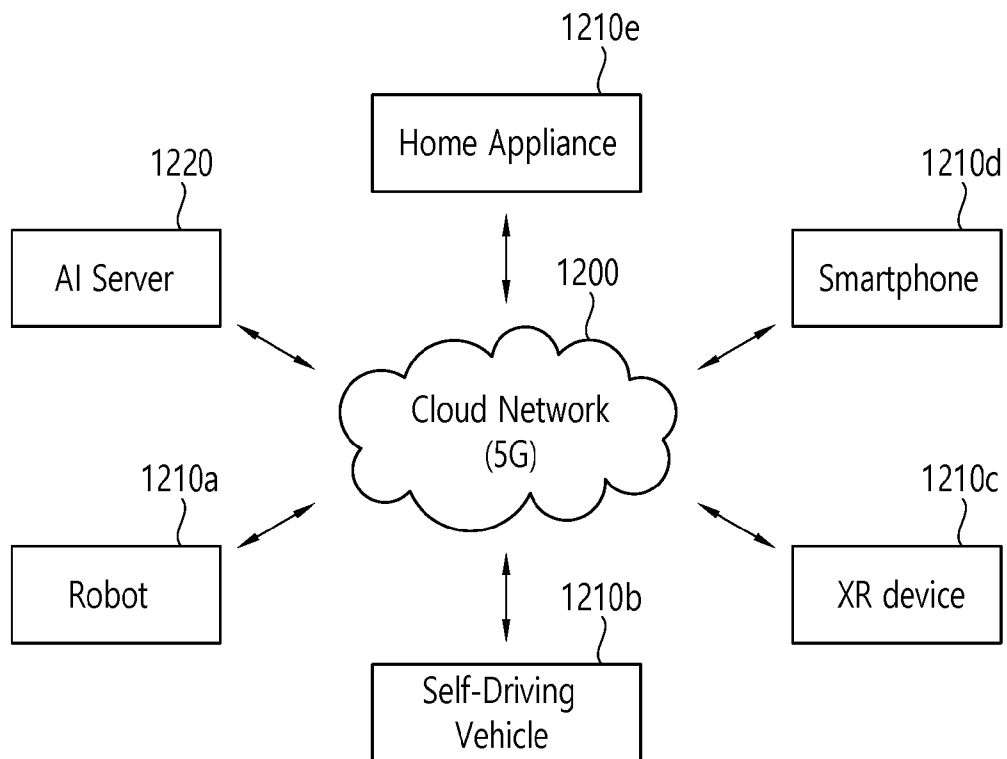 1210e
Home Appliance
1220
AI Server
1210d
Smartphone
1200
Cloud Network
(5G)
1210a
Robot
1210c
XR device
1210b
Self-Driving
Vehicle